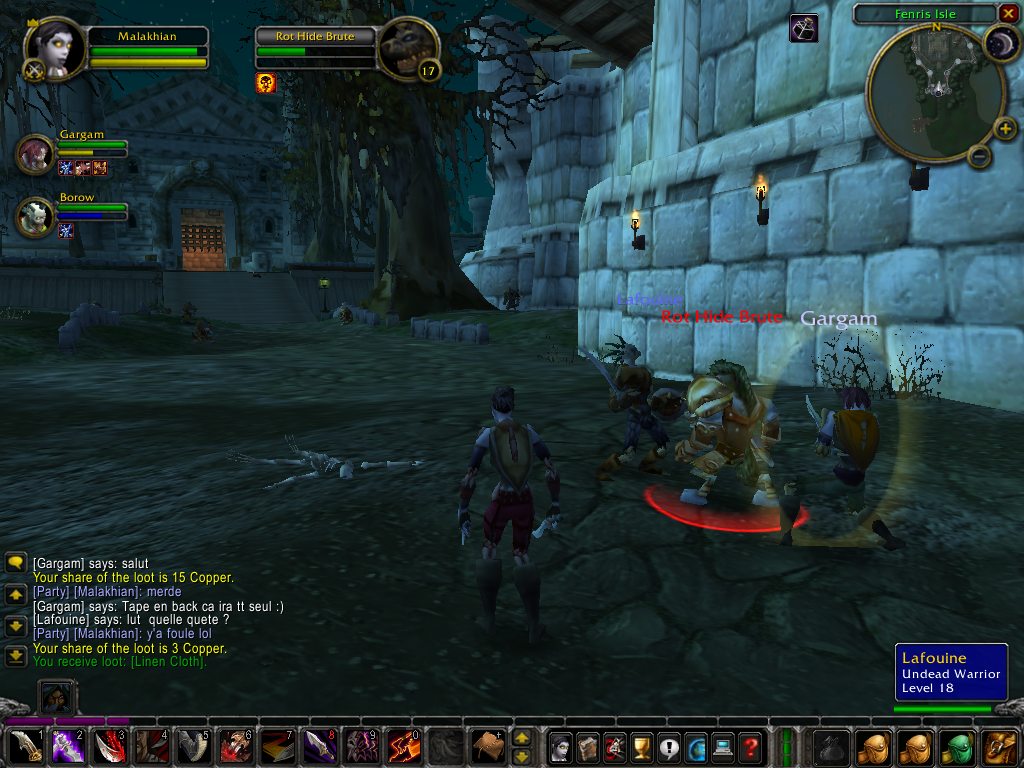 Malakhian
Rot Hide Brute
17
Fenris Isle
N
Gargam
Borow
Lafouine
Rot Hide Brute
Gargam
[Gargam] says: salut
Your share of the loot is 15 Copper.
[Party] [Malakhian]: merde
[Gargam] says: Tape en back ca ira tt seul :)
[Lafouine] says: lut  quelle quete ?
[Party] [Malakhian]: y'a foule lol
Your share of the loot is 3 Copper.
You receive loot: [Linen Cloth].
Lafouine
Undead Warrior
Level 18
1 2 3 4 5 6 7 8 9 0 +